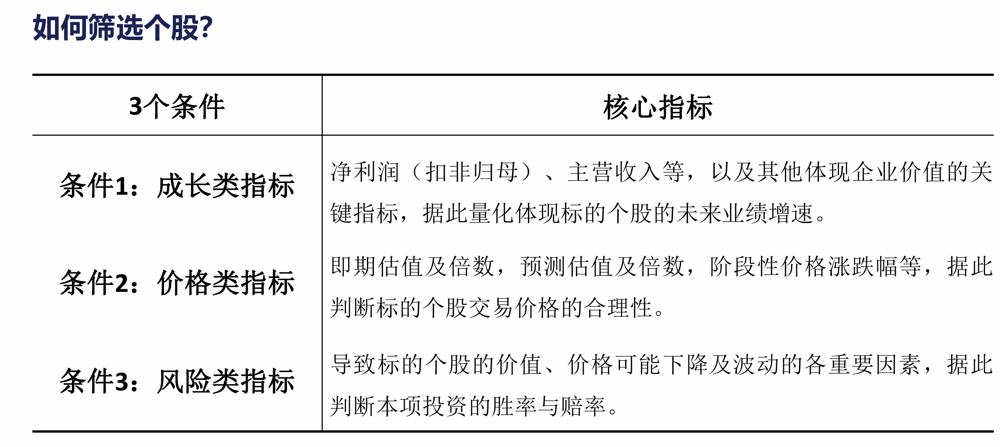 如何筛选个股？
3个条件
核心指标
条件1：成长类指标
净利润（扣非归母）、主营收入等，以及其他体现企业价值的关
键指标，据此量化体现标的个股的未来业绩增速。
条件2：价格类指标
即期估值及倍数，预测估值及倍数，阶段性价格涨跌幅等，据此
判断标的个股交易价格的合理性。
条件3：风险类指标
导致标的个股的价值、价格可能下降及波动的各重要因素，据此
判断本项投资的胜率与赔率。